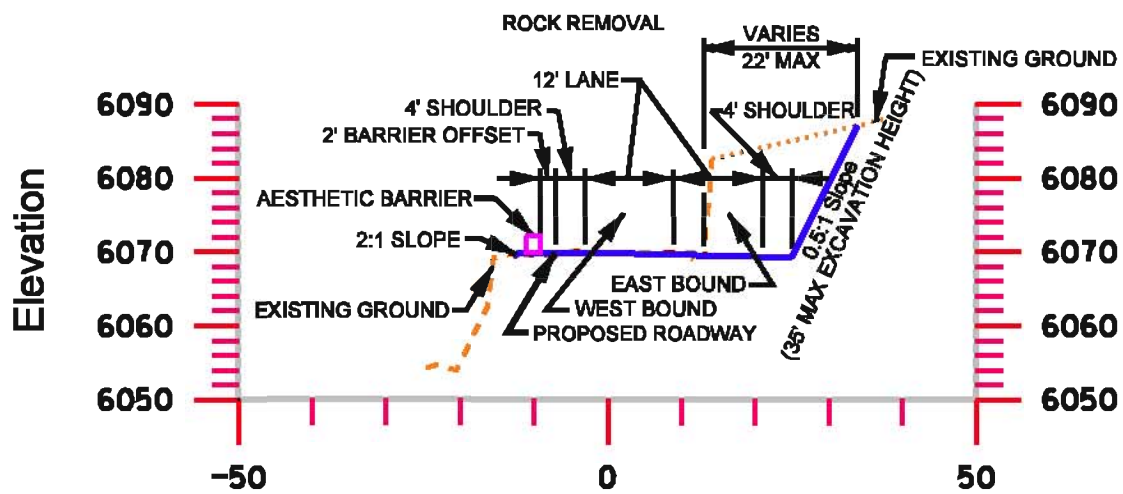 ROCK REMOVAL
VARIES
22' MAX
EXISTING GROUND
12' LANE
4' SHOULDER
4' SHOULDER
2' BARRIER OFFSET
AESTHETIC BARRIER
2:1 SLOPE
EXISTING GROUND
EAST BOUND
WEST BOUND
PROPOSED ROADWAY
0.5:1 Slope
(35' MAX EXCAVATION HEIGHT)
Elevation
6090
6080
6070
6060
6050
6090
6080
6070
6060
6050
-50
0
50